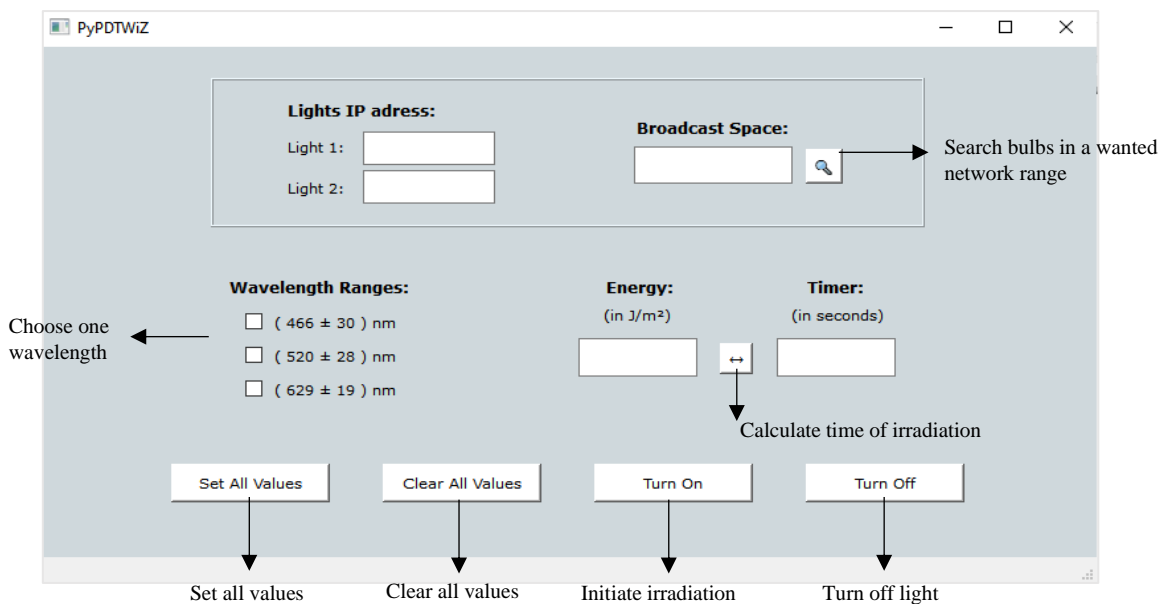 PyPDTWiZ
Lights IP adress:
Light 1:
Light 2:
Broadcast Space:
Search bulbs in a wanted
network range
Wavelength Ranges:
( 466 ± 30 ) nm
( 520 ± 28 ) nm
( 629 ± 19 ) nm
Choose one
wavelength
Energy:
(in J/m²)
Timer:
(in seconds)
Calculate time of irradiation
Set All Values
Clear All Values
Turn On
Turn Off
Set all values
Clear all values
Initiate irradiation
Turn off light